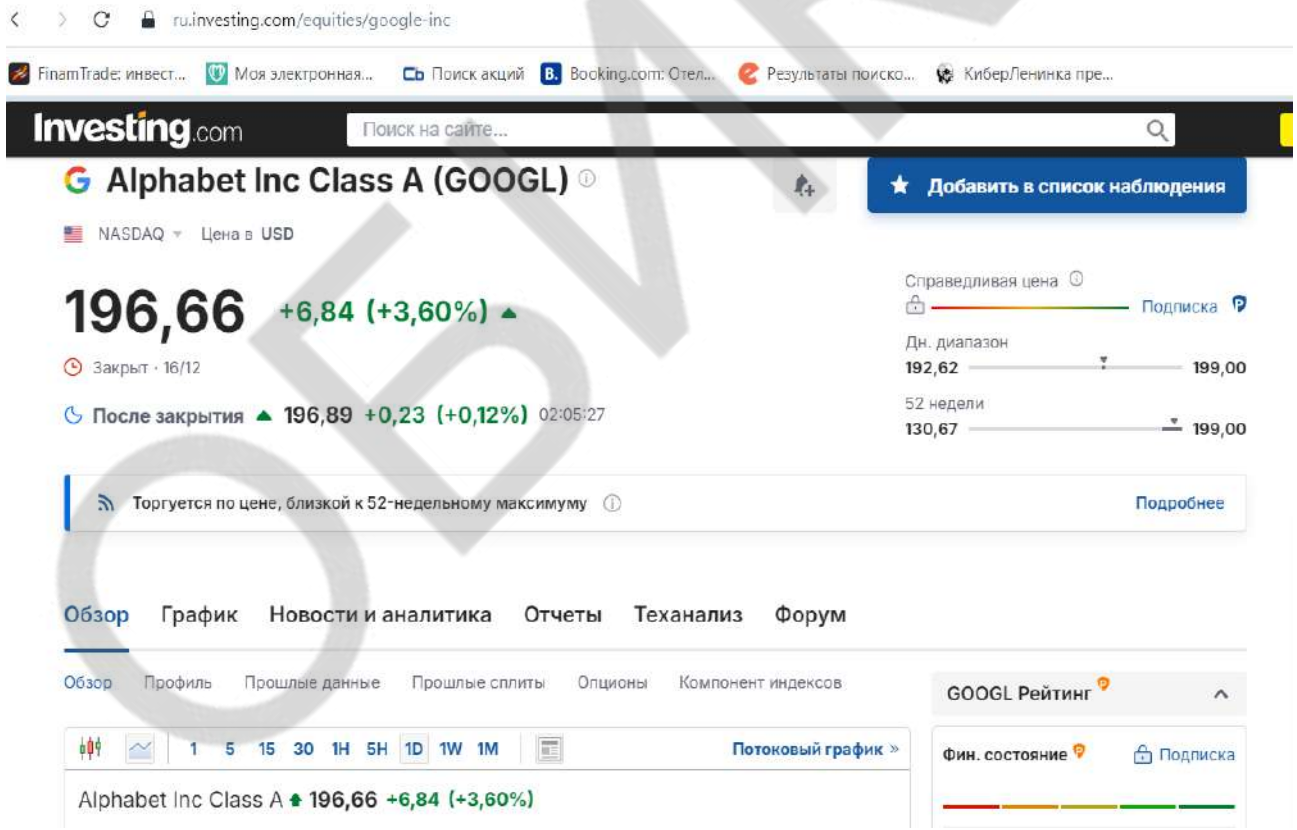 ru.investing.com/equities/google-inc
FinamTrade: инвест... Моя электронная... Сь Поиск акций B. Booking.com: Отел... Результаты поиско... КиберЛенинка пре...
Investing.com Поиск на сайте...
Alphabet Inc Class A (GOOGL) Добавить в список наблюдения
NASDAQ Цена в USD
196,66 +6,84 (+3,60%)
Справедливая цена
Подписка
Закрыт · 16/12
Дн. диапазон
192,62 199,00
После закрытия 196,89 +0,23 (+0,12%) 02:05:27
52 недели
130,67 199,00
Торгуется по цене, близкой к 52-недельному максимуму Подробнее
Обзор График Новости и аналитика Отчеты Теханализ Форум
Обзор Профиль Прошлые данные Прошлые сплиты Опционы Компонент индексов
GOOGL Рейтинг
1 5 15 30 1H 5H 1D 1W 1M Потоковый график »
Фин. состояние Подписка
Alphabet Inc Class A 196,66 +6,84 (+3,60%)